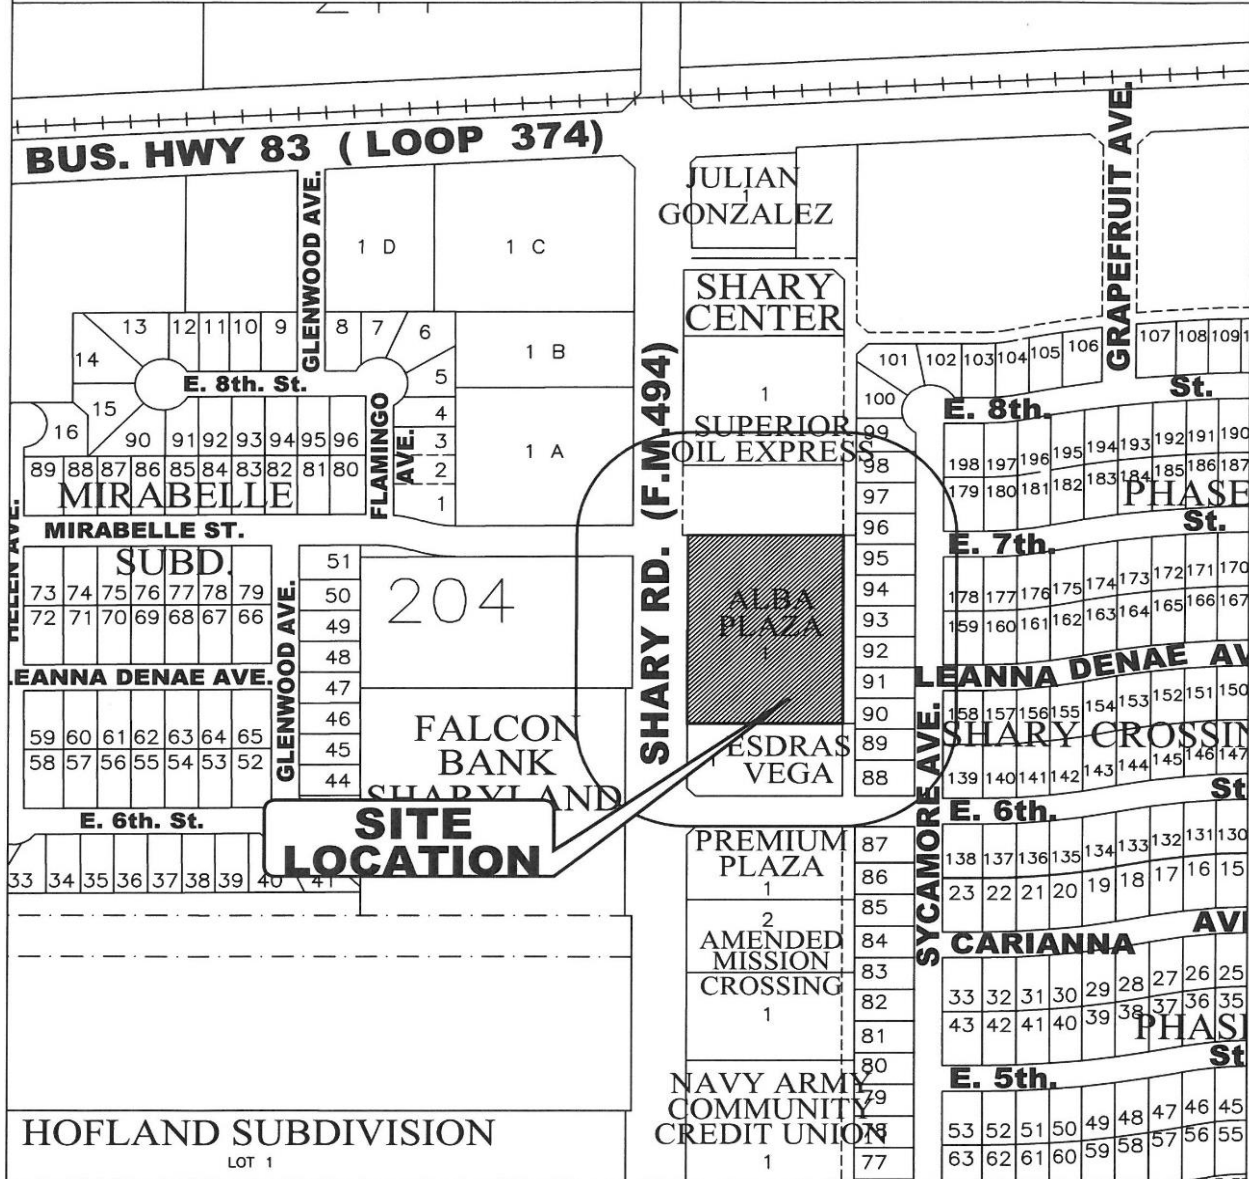 BUS. HWY 83 ( LOOP 374)
GRAPEFRUIT AVE.
GLENWOOD AVE.
JULIAN
1
GONZALEZ
1 D
1 C
SHARY
CENTER
1
SUPERIOR
OIL EXPRESS
1 B
1 A
13 12 11 10 9 8 7 6
14
5
E. 8th. St.
15
4
16
90 91 92 93 94 95 96
3
89 88 87 86 85 84 83 82 81 80
2
1
FLAMINGO
AVE.
MIRABELLE
MIRABELLE ST.
SUBD.
HELEN AVE.
73 74 75 76 77 78 79
72 71 70 69 68 67 66
GLENWOOD AVE.
51
50
49
48
47
46
45
44
204
LEANNA DENAE AVE.
59 60 61 62 63 64 65
58 57 56 55 54 53 52
FALCON
BANK
SHARYLAND
E. 6th. St.
33 34 35 36 37 38 39 40 41
SITE
LOCATION
SHARY RD. (F.M.494)
ALBA
PLAZA
1
1
ESDRAS
VEGA
PREMIUM
PLAZA
1
2
AMENDED
MISSION
CROSSING
1
NAVY ARMY
COMMUNITY
CREDIT UNION
1
HOFLAND SUBDIVISION
LOT 1
101 102 103 104 105 106 107 108 109
100
99
98
97
96
95
94
93
92
91
90
89
88
87
86
85
84
83
82
81
80
79
78
77
SYCAMORE AVE.
E. 8th. St.
198 197 196 195 194 193 192 191 190
179 180 181 182 183 184 185 186 187
PHASE
E. 7th. St.
178 177 176 175 174 173 172 171 170
159 160 161 162 163 164 165 166 167
LEANNA DENAE AV
158 157 156 155 154 153 152 151 150
SHARY CROSSIN
139 140 141 142 143 144 145 146 147
E. 6th. St
138 137 136 135 134 133 132 131 130
23 22 21 20 19 18 17 16 15
CARIANNA AV
33 32 31 30 29 28 27 26 25
43 42 41 40 39 38 37 36 35
PHAS
E. 5th. St
53 52 51 50 49 48 47 46 45
63 62 61 60 59 58 57 56 55